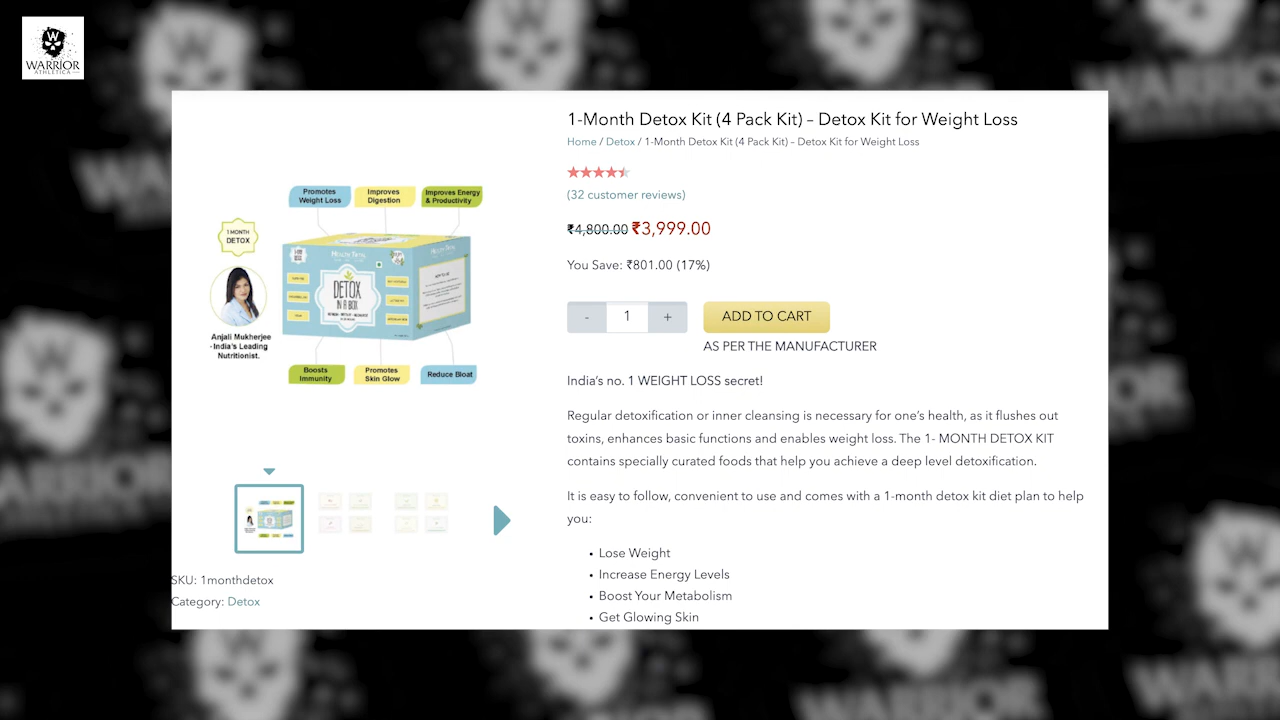 WARRIOR
ATHLETICA
1-Month Detox Kit (4 Pack Kit) – Detox Kit for Weight Loss
Home / Detox / 1-Month Detox Kit (4 Pack Kit) – Detox Kit for Weight Loss
(32 customer reviews)
₹4,800.00 ₹3,999.00
You Save: ₹801.00 (17%)
- 1 + ADD TO CART
AS PER THE MANUFACTURER
India's no. 1 WEIGHT LOSS secret!
Regular detoxification or inner cleansing is necessary for one's health, as it flushes out
toxins, enhances basic functions and enables weight loss. The 1- MONTH DETOX KIT
contains specially curated foods that help you achieve a deep level detoxification.
It is easy to follow, convenient to use and comes with a 1-month detox kit diet plan to help
you:
• Lose Weight
• Increase Energy Levels
• Boost Your Metabolism
• Get Glowing Skin
Promotes
Weight Loss
Improves
Digestion
Improves Energy
& Productivity
1 MONTH
DETOX
HEALTH TOTAL
DETOX
IN A BOX
Anjali Mukherjee
- India's Leading
Nutritionist.
Boosts
Immunity
Promotes
Skin Glow
Reduce Bloat
SKU: 1monthdetox
Category: Detox
WARRIOR
WARRIOR
WARRIOR
WARRIOR
WARRIOR